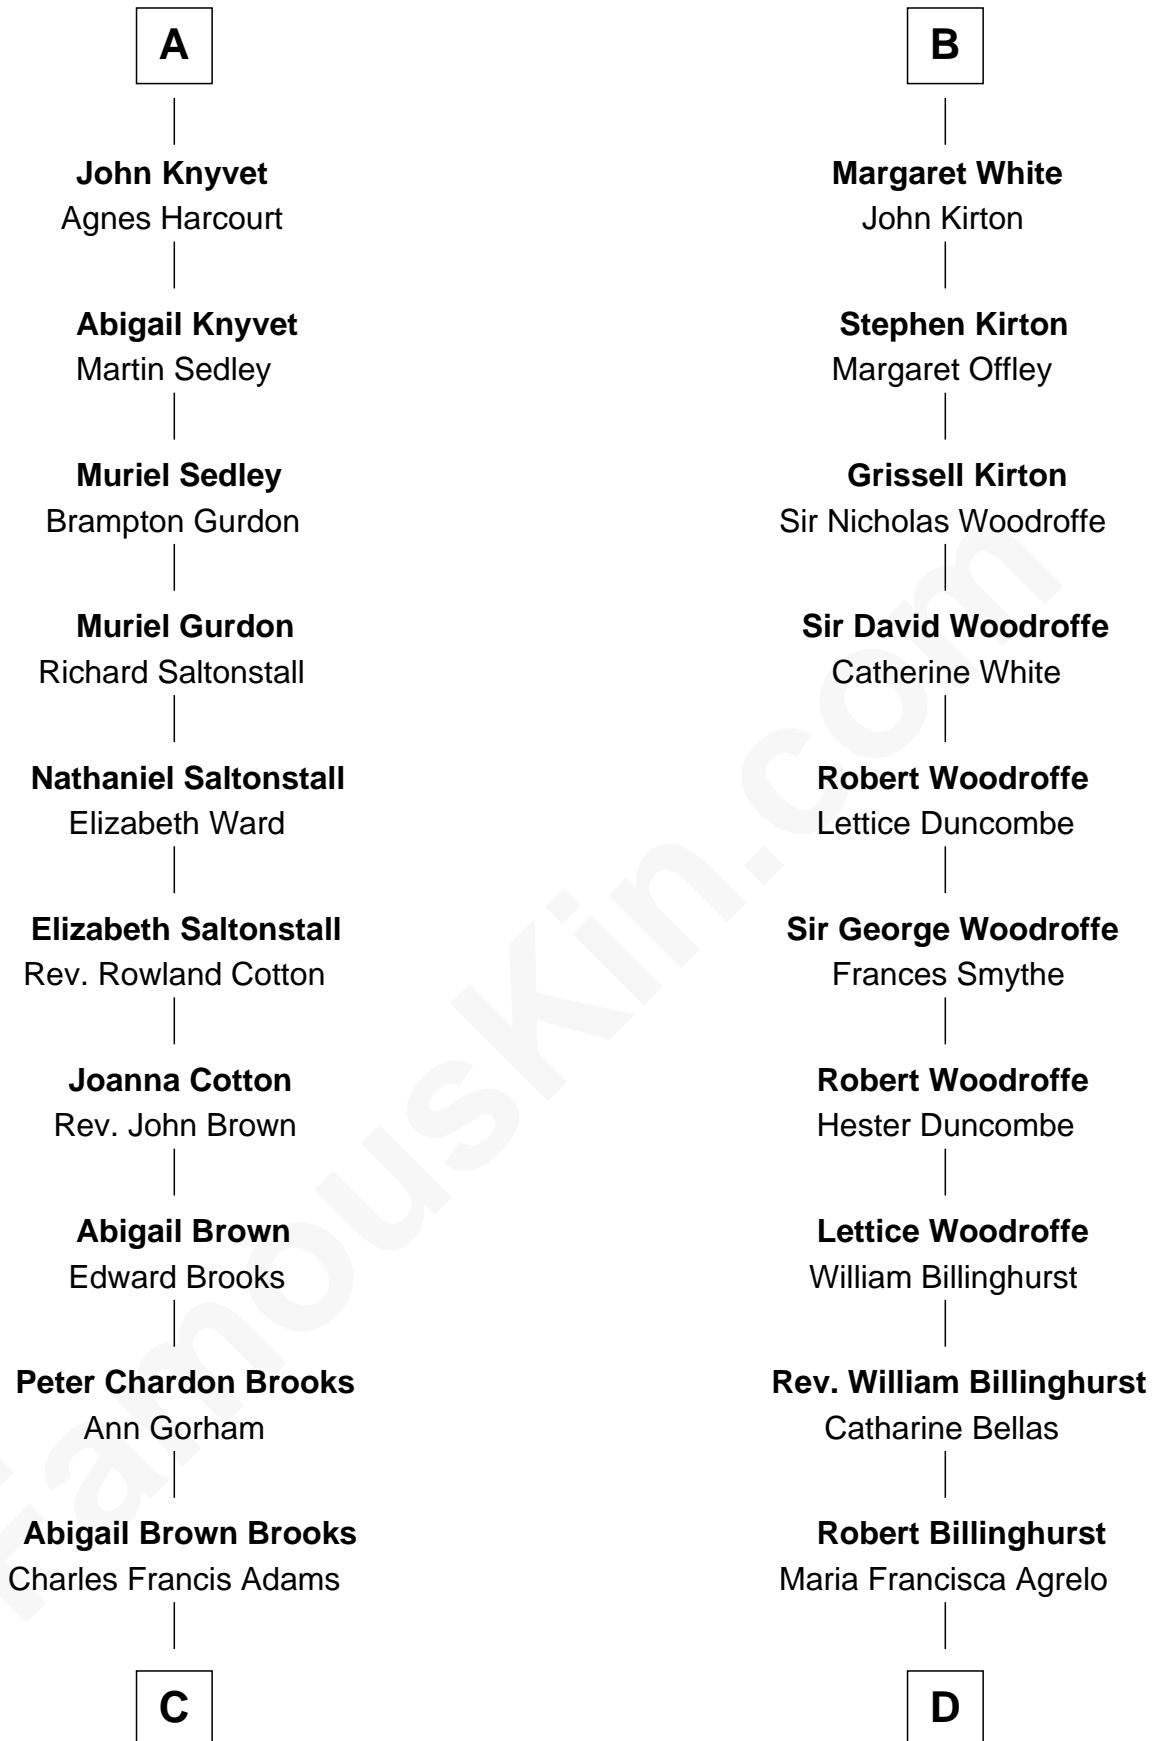 A
John Knyvet
Agnes Harcourt
Abigail Knyvet
Martin Sedley
Muriel Sedley
Brampton Gurdon
Muriel Gurdon
Richard Saltonstall
Nathaniel Saltonstall
Elizabeth Ward
Elizabeth Saltonstall
Rev. Rowland Cotton
Joanna Cotton
Rev. John Brown
Abigail Brown
Edward Brooks
Peter Chardon Brooks
Ann Gorham
Abigail Brown Brooks
Charles Francis Adams
C
B
Margaret White
John Kirton
Stephen Kirton
Margaret Offley
Grissell Kirton
Sir Nicholas Woodroffe
Sir David Woodroffe
Catherine White
Robert Woodroffe
Lettice Duncombe
Sir George Woodroffe
Frances Smythe
Robert Woodroffe
Hester Duncombe
Lettice Woodroffe
William Billinghurst
Rev. William Billinghurst
Catharine Bellas
Robert Billinghurst
Maria Francisca Agrelo
D
FamousKin.com